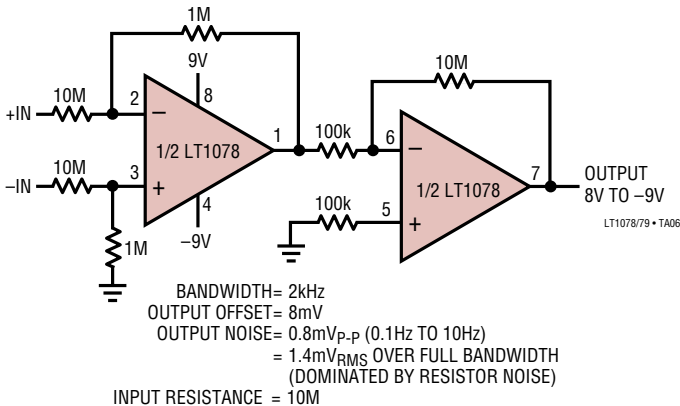 1M
9V
10M
+IN
2
8
–
1
1/2 LT1078
10M
–IN
3
+
4
–9V
1M
100k
10M
6
–
7
1/2 LT1078
100k
5
+
OUTPUT
8V TO –9V
LT1078/79 • TA06
BANDWIDTH= 2kHz
OUTPUT OFFSET= 8mV
OUTPUT NOISE= 0.8mVP-P (0.1Hz TO 10Hz)
= 1.4mVRMS OVER FULL BANDWIDTH
(DOMINATED BY RESISTOR NOISE)
INPUT RESISTANCE = 10M